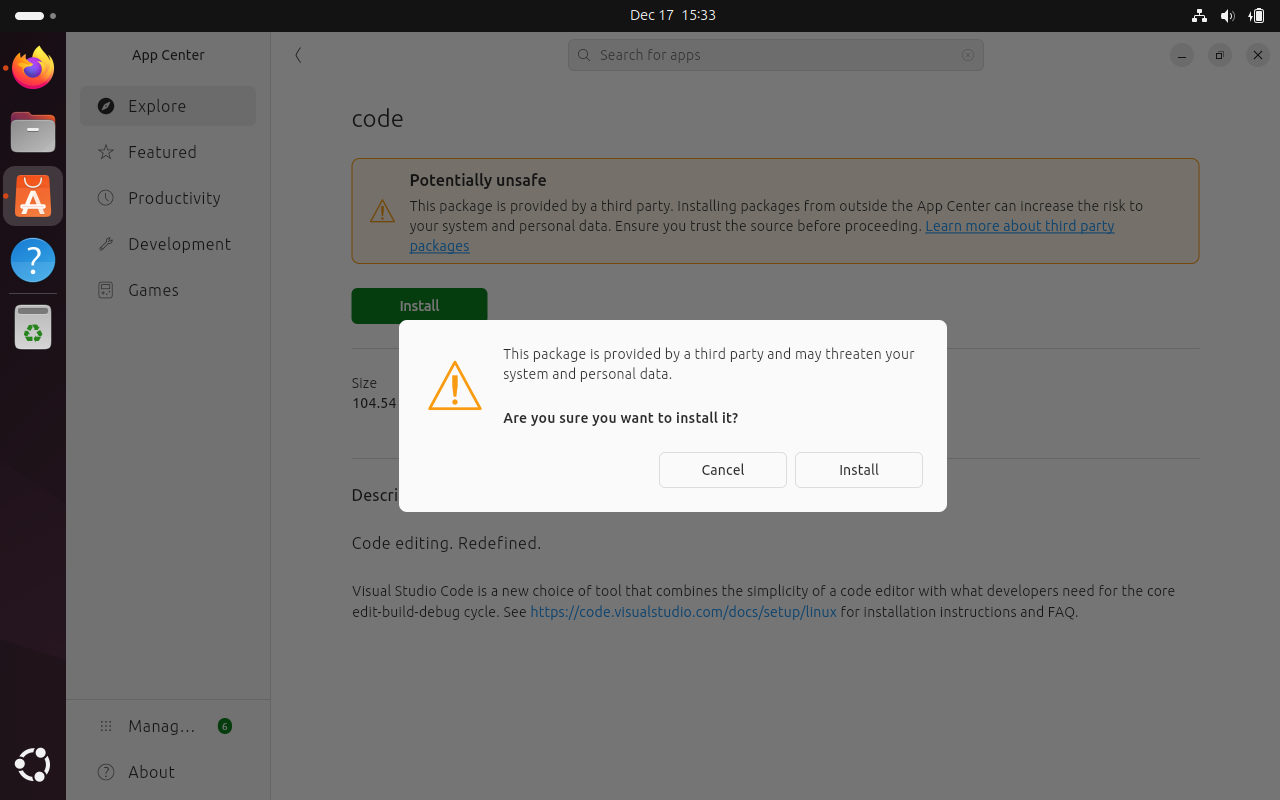 Dec 17 15:33
App Center
Search for apps
Explore
Featured
Productivity
Development
Games
Manag...
6
About
code
Potentially unsafe
This package is provided by a third party. Installing packages from outside the App Center can increase the risk to
your system and personal data. Ensure you trust the source before proceeding. Learn more about third party
packages
Install
Size
104.54
This package is provided by a third party and may threaten your
system and personal data.
Are you sure you want to install it?
Cancel
Install
Descri
Code editing. Redefined.
Visual Studio Code is a new choice of tool that combines the simplicity of a code editor with what developers need for the core
edit-build-debug cycle. See https://code.visualstudio.com/docs/setup/linux for installation instructions and FAQ.